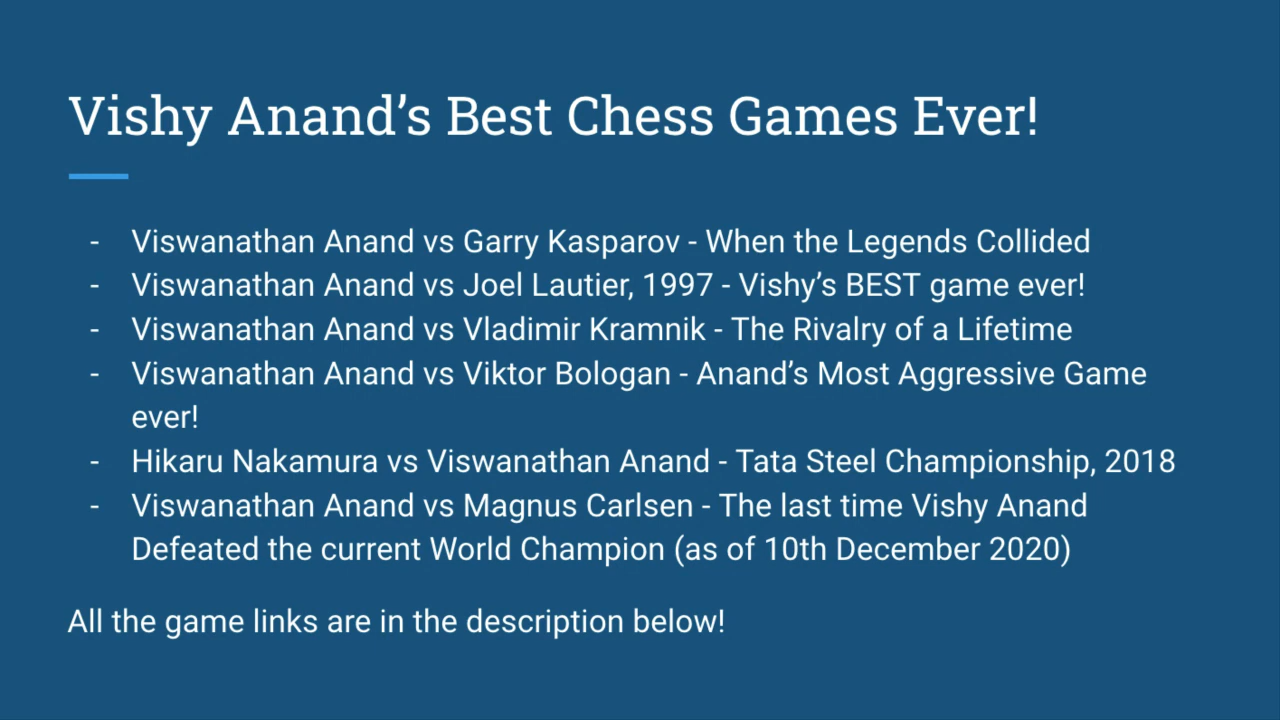 Vishy Anand’s Best Chess Games Ever!
- Viswanathan Anand vs Garry Kasparov - When the Legends Collided
- Viswanathan Anand vs Joel Lautier, 1997 - Vishy’s BEST game ever!
- Viswanathan Anand vs Vladimir Kramnik - The Rivalry of a Lifetime
- Viswanathan Anand vs Viktor Bologan - Anand’s Most Aggressive Game
ever!
- Hikaru Nakamura vs Viswanathan Anand - Tata Steel Championship, 2018
- Viswanathan Anand vs Magnus Carlsen - The last time Vishy Anand
Defeated the current World Champion (as of 10th December 2020)
All the game links are in the description below!